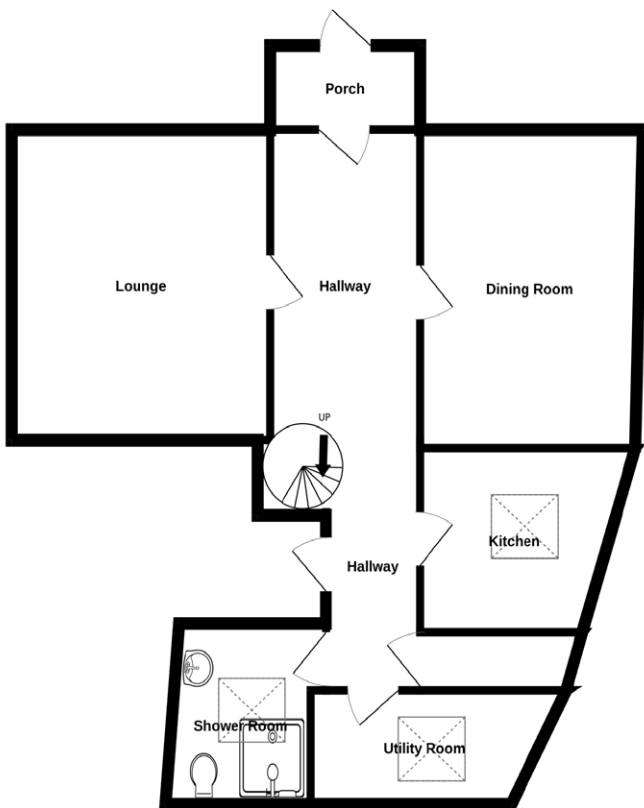 Porch
Lounge
Hallway
Dining Room
UP
Kitchen
Hallway
Shower Room
Utility Room